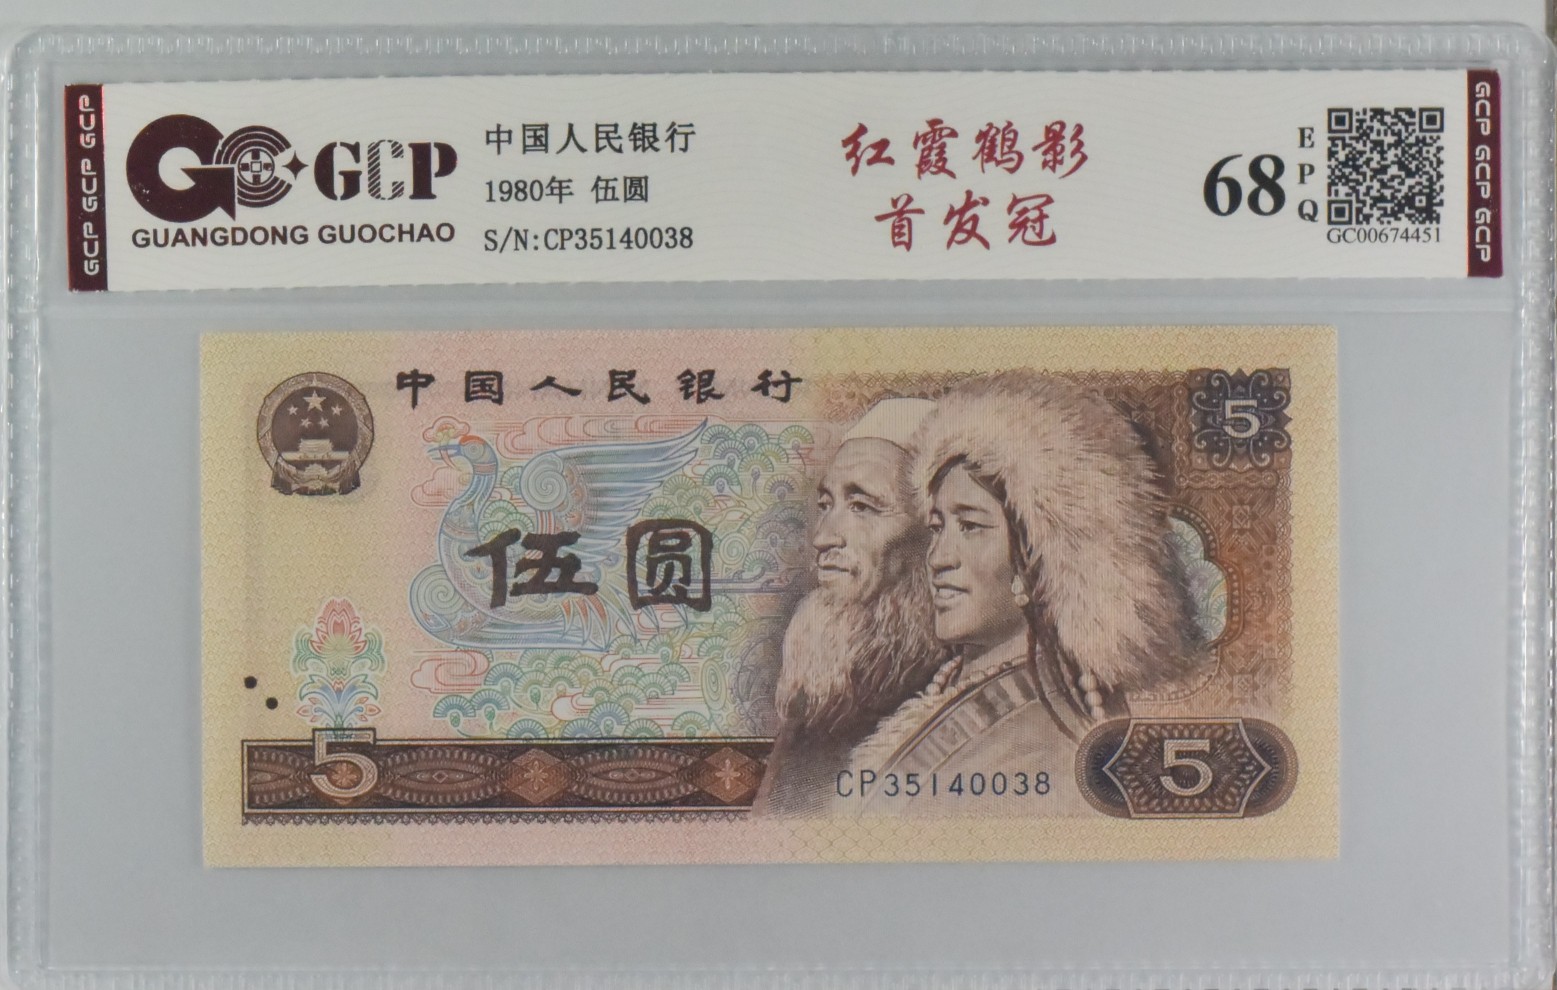 GCP GCP GCP
GCP
GUANGDONG GUOCHAO
中国人民银行
1980年 伍圆
S/N:CP35140038
红霞鹤影
首发冠
68
EPQ
GC00674451
GCP GCP GCP
中国人民银行
5
伍圆
5
CP35140038
5